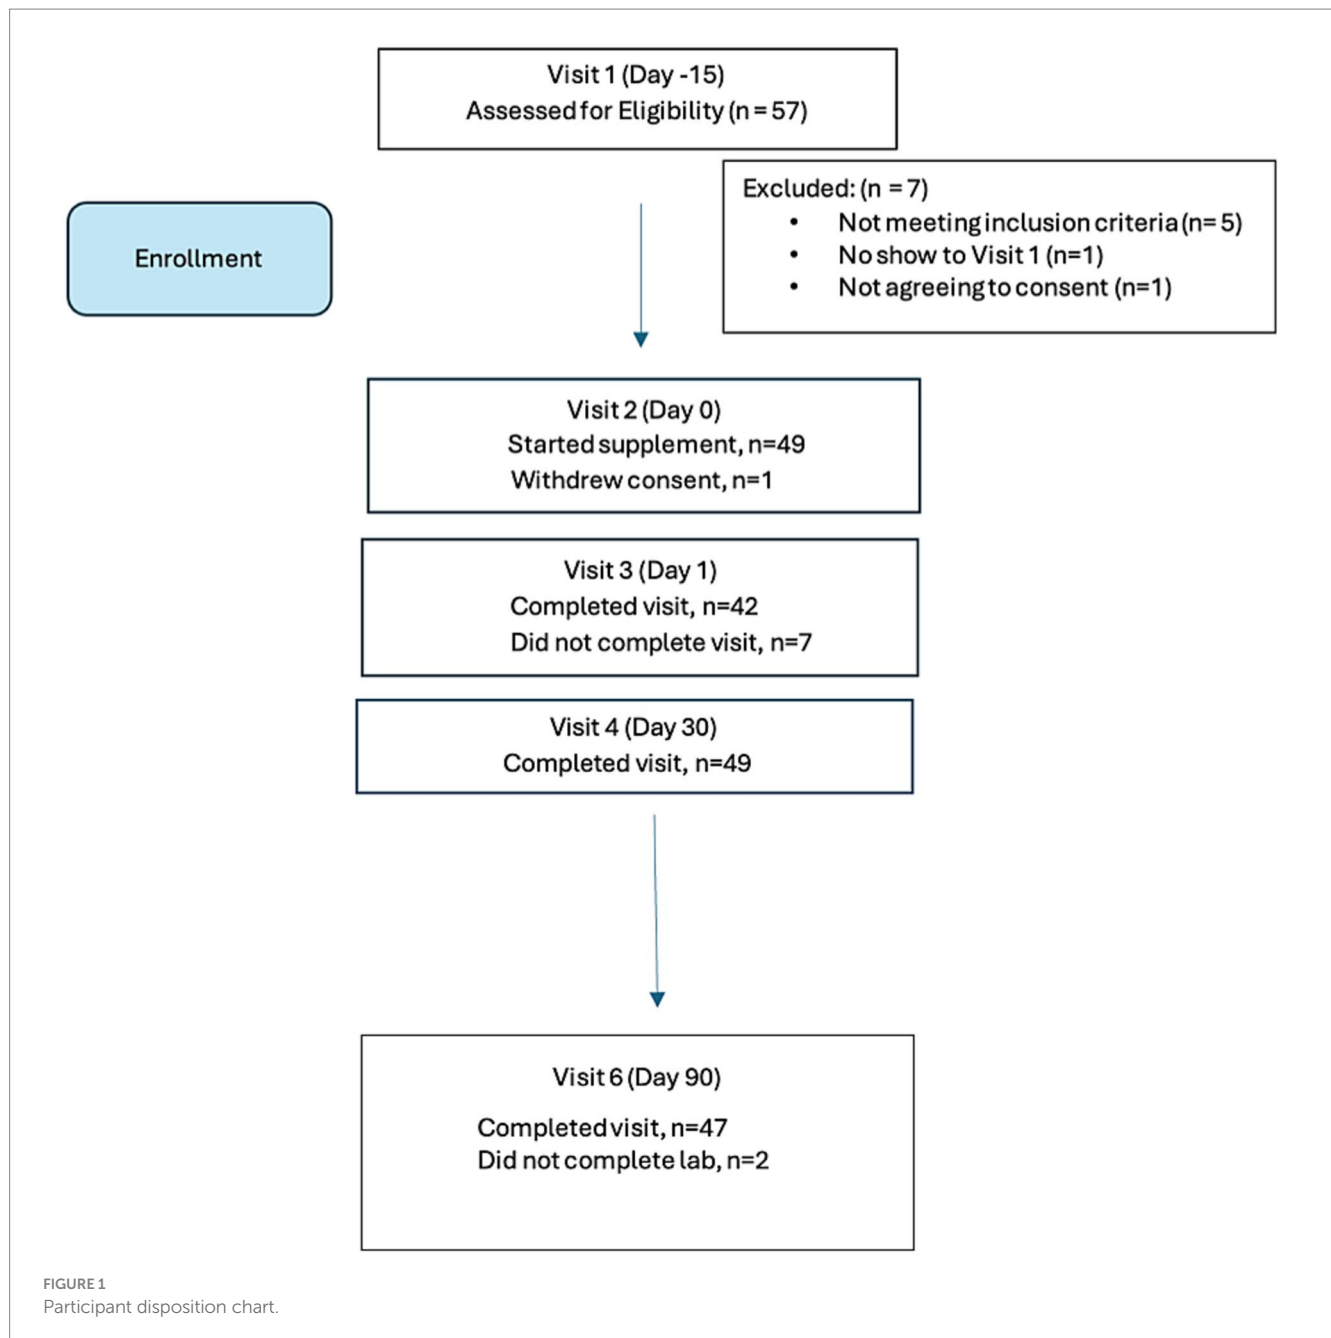 Visit 1 (Day -15)
Assessed for Eligibility (n = 57)
Excluded: (n = 7)
• Not meeting inclusion criteria (n= 5)
• No show to Visit 1 (n=1)
• Not agreeing to consent (n=1)
Enrollment
Visit 2 (Day 0)
Started supplement, n=49
Withdrew consent, n=1
Visit 3 (Day 1)
Completed visit, n=42
Did not complete visit, n=7
Visit 4 (Day 30)
Completed visit, n=49
Visit 6 (Day 90)
Completed visit, n=47
Did not complete lab, n=2
FIGURE 1
Participant disposition chart.